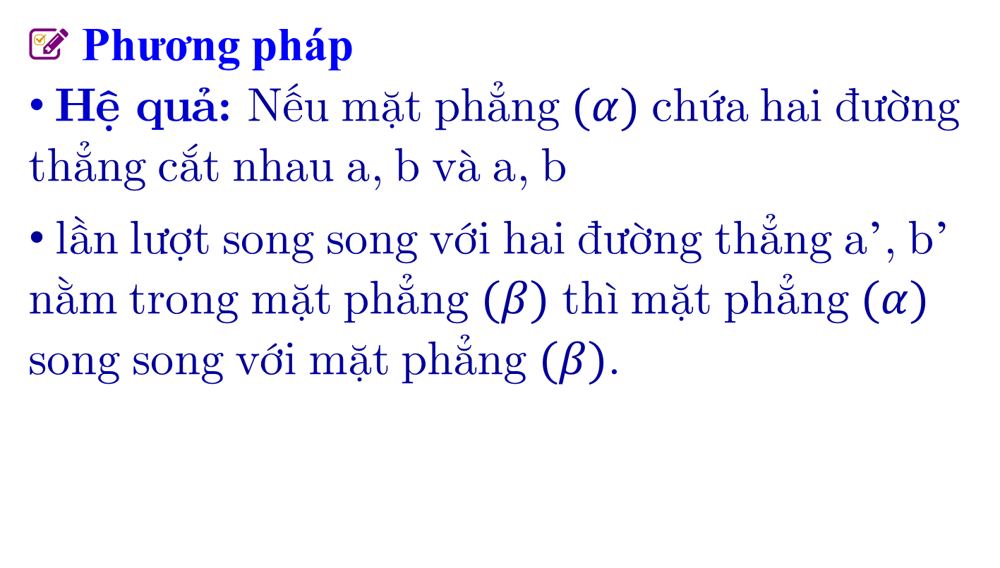 Phương pháp
• Hệ quả: Nếu mặt phẳng (𝛼) chứa hai đường
thẳng cắt nhau a, b và a, b
• lần lượt song song với hai đường thẳng a’, b’
nằm trong mặt phẳng (𝛽) thì mặt phẳng (𝛼)
song song với mặt phẳng (𝛽).